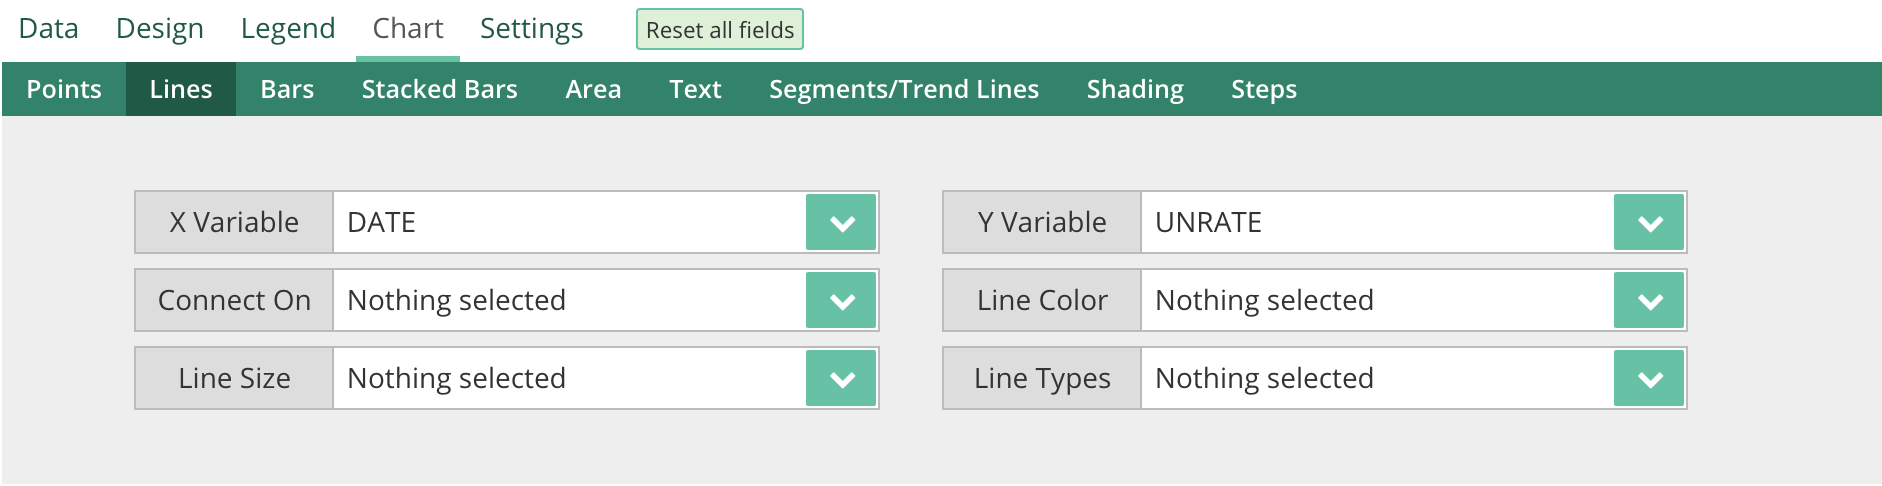 Data Design Legend Chart Settings Reset all fields
Points Lines Bars Stacked Bars Area Text Segments/Trend Lines Shading Steps
X Variable DATE Y Variable UNRATE
Connect On Nothing selected Line Color Nothing selected
Line Size Nothing selected Line Types Nothing selected